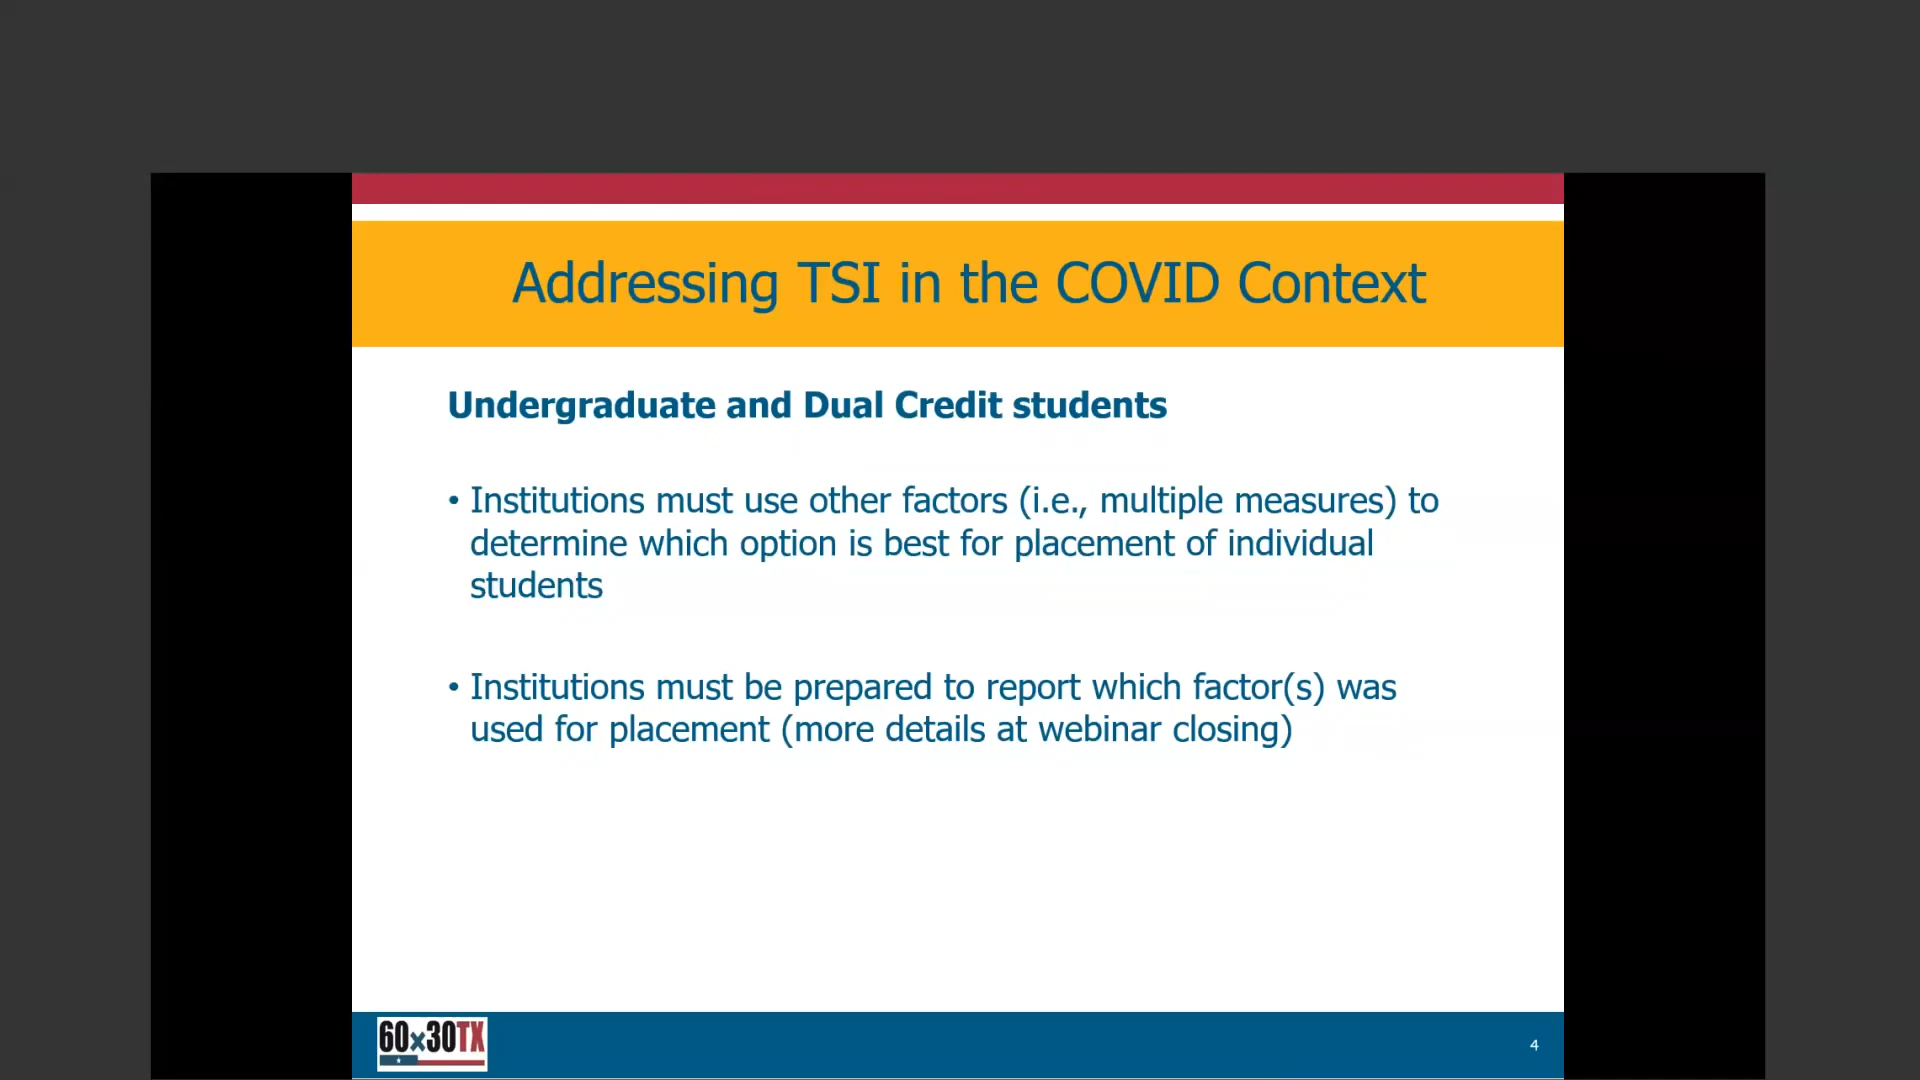 Addressing TSI in the COVID Context
Undergraduate and Dual Credit students
• Institutions must use other factors (i.e., multiple measures) to
determine which option is best for placement of individual
students
• Institutions must be prepared to report which factor(s) was
used for placement (more details at webinar closing)
60x30TX
4